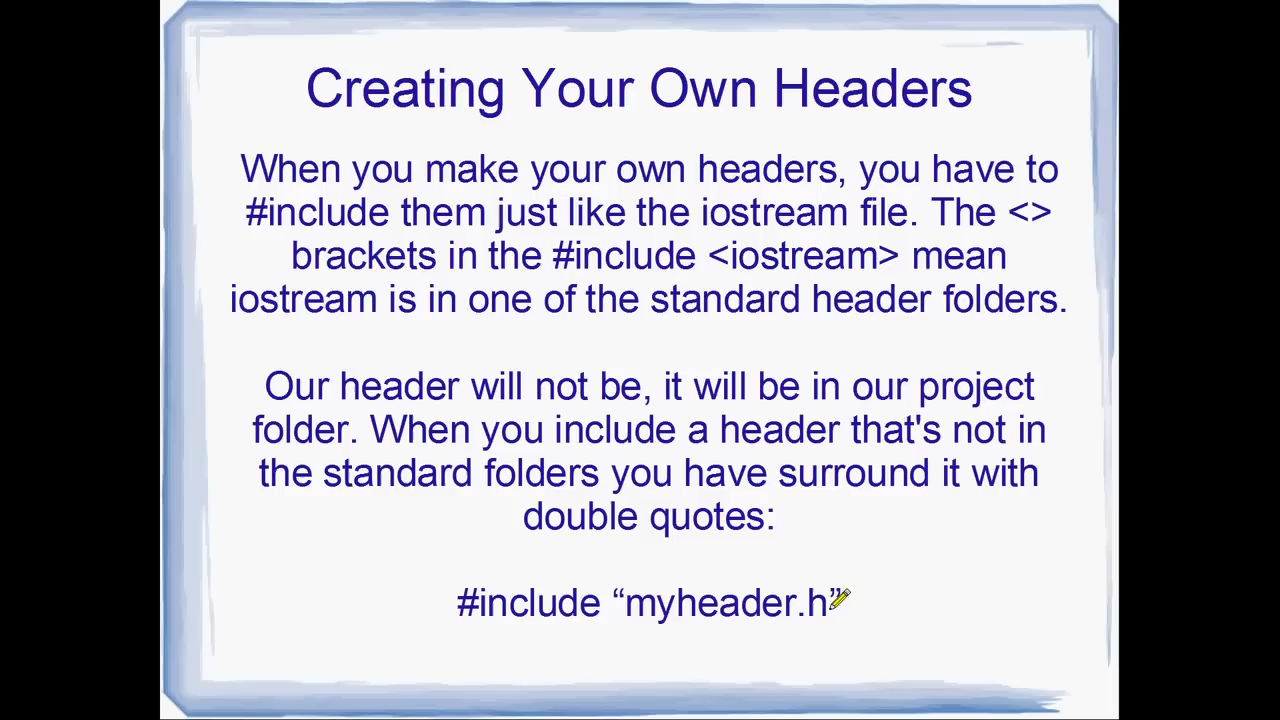 Creating Your Own Headers
When you make your own headers, you have to
#include them just like the iostream file. The <>
brackets in the #include <iostream> mean
iostream is in one of the standard header folders.
Our header will not be, it will be in our project
folder. When you include a header that's not in
the standard folders you have surround it with
double quotes:
#include “myheader.h”